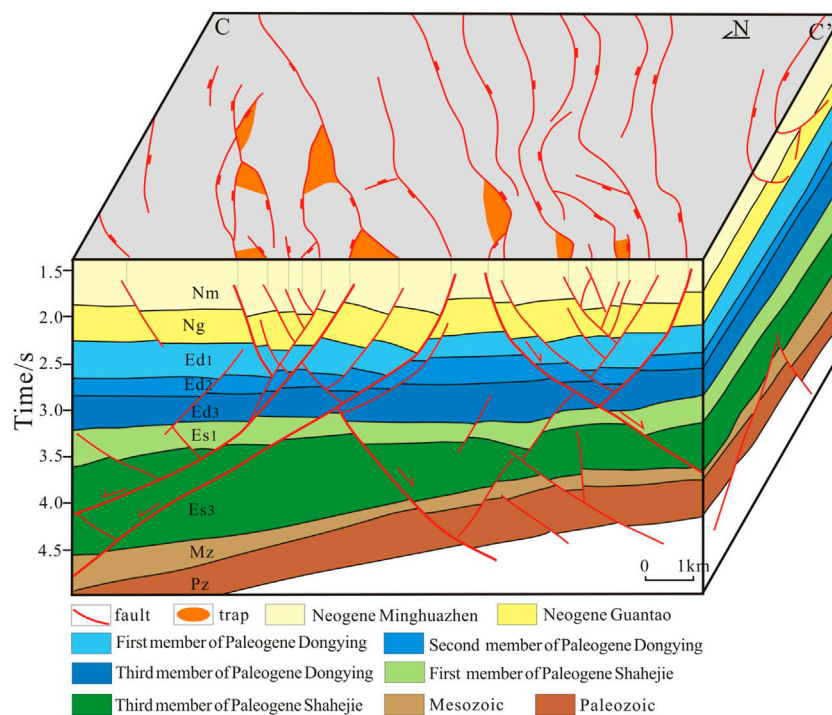 C
N
C'
1.5
Nm
2.0
Ng
Ed1
2.5
Ed2
Time/s
3.0
Ed3
Es1
3.5
4.0
Es3
4.5
Mz
Pz
0 1km
fault
trap
Neogene Minghuazhen
Neogene Guantao
First member of Paleogene Dongying
Second member of Paleogene Dongying
Third member of Paleogene Dongying
First member of Paleogene Shahejie
Third member of Paleogene Shahejie
Mesozoic
Paleozoic